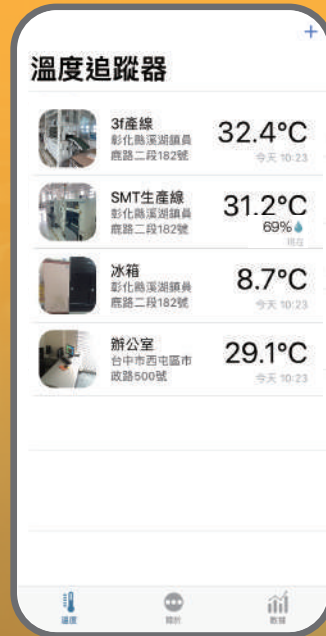 +
溫度追蹤器
3f產線
彰化縣溪湖鎮員
鹿路二段182號
32.4°C
今天 10:23
SMT生產線
彰化縣溪湖鎮員
鹿路二段182號
31.2°C
69%
現在
冰箱
彰化縣溪湖鎮員
鹿路二段182號
8.7°C
今天 10:23
辦公室
台中市西屯區市
政路500號
29.1°C
今天 10:23
溫度
關於
數據